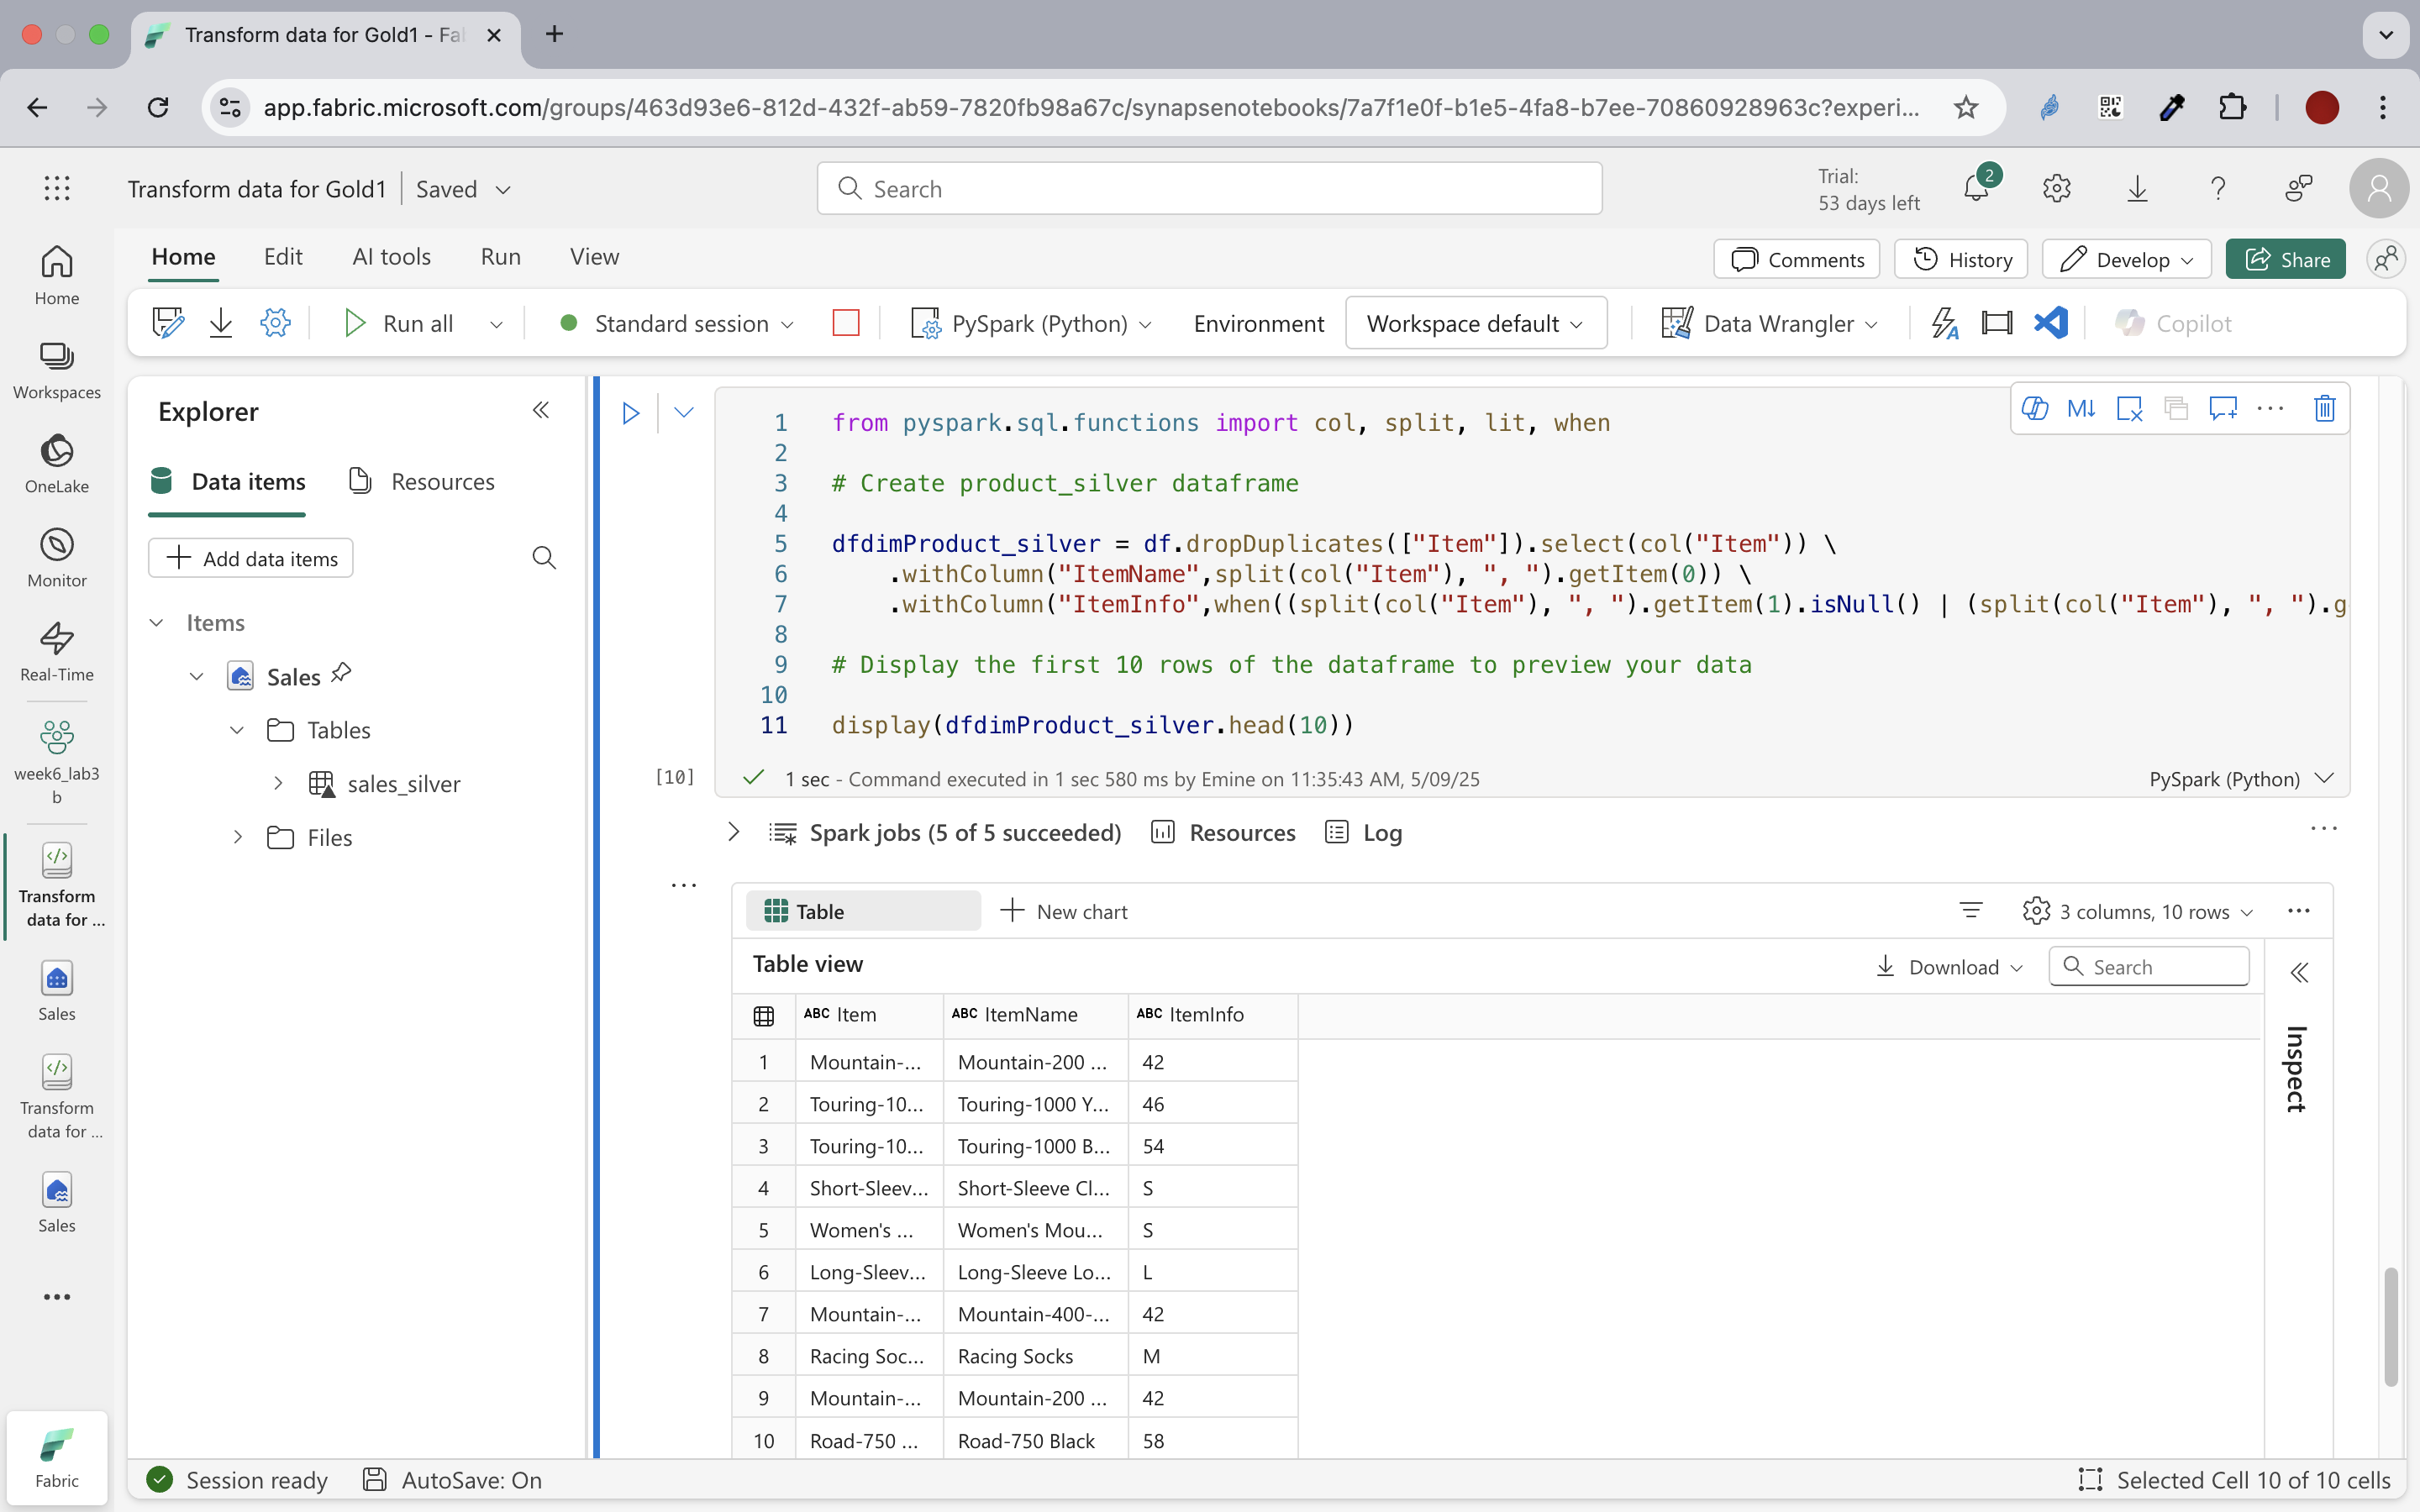 Transform data for Gold1 - Fa
app.fabric.microsoft.com/groups/463d93e6-812d-432f-ab59-7820fb98a67c/synapsenotebooks/7a7f1e0f-b1e5-4fa8-b7ee-70860928963c?experi...
Transform data for Gold1 | Saved
Search
Trial:
53 days left
2
Home
Edit
AI tools
Run
View
Comments
History
Develop
Share
Run all
Standard session
PySpark (Python)
Environment
Workspace default
Data Wrangler
Copilot
Home
Workspaces
OneLake
Monitor
Real-Time
week6_lab3
b
Transform
data for ...
Sales
Transform
data for ...
Sales
Fabric
Explorer
Data items
Resources
Add data items
Items
Sales
Tables
sales_silver
Files
M↓
1 from pyspark.sql.functions import col, split, lit, when
2
3 # Create product_silver dataframe
4
5 dfdimProduct_silver = df.dropDuplicates(["Item"]).select(col("Item")) \
6 .withColumn("ItemName",split(col("Item"), ", ").getItem(0)) \
7 .withColumn("ItemInfo",when((split(col("Item"), ", ").getItem(1).isNull() | (split(col("Item"), ", ").g
8
9 # Display the first 10 rows of the dataframe to preview your data
10
11 display(dfdimProduct_silver.head(10))
[10]
1 sec - Command executed in 1 sec 580 ms by Emine on 11:35:43 AM, 5/09/25
PySpark (Python)
Spark jobs (5 of 5 succeeded)
Resources
Log
Table
New chart
3 columns, 10 rows
Table view
Download
Search
Inspect
ABC Item ABC ItemName ABC ItemInfo
1 Mountain-... Mountain-200 ... 42
2 Touring-10... Touring-1000 Y... 46
3 Touring-10... Touring-1000 B... 54
4 Short-Sleev... Short-Sleeve Cl... S
5 Women's ... Women's Mou... S
6 Long-Sleev... Long-Sleeve Lo... L
7 Mountain-... Mountain-400-... 42
8 Racing Soc... Racing Socks M
9 Mountain-... Mountain-200 ... 42
10 Road-750 ... Road-750 Black 58
Session ready
AutoSave: On
Selected Cell 10 of 10 cells